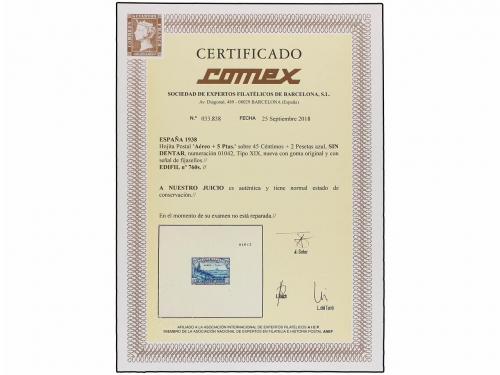 CERTIFICADO
comex
SOCIEDAD DE EXPERTOS FILATÉLICOS DE BARCELONA, S.L.
Av. Diagonal, 489 - 08029 BARCELONA (España)
N.º 033.838 FECHA 25 Septiembre 2018
ESPAÑA 1938
Hojita Postal 'Aéreo + 5 Ptas.' sobre 45 Céntimos + 2 Pesetas azul, SIN
DENTAR, numeración 01042, Tipo XIX, nueva con goma original y con
señal de fijasellos.//
EDIFIL nº 760s. //
A NUESTRO JUICIO es auténtica y tiene normal estado de
conservación.//
En el momento de su examen no está reparada.//
AFILIADO A LA ASOCIACIÓN INTERNACIONAL DE EXPERTOS FILATÉLICOS A I E P
MIEMBRO DE LA ASOCIACIÓN NACIONAL DE EXPERTOS EN FILATELIA E HISTORIA POSTAL ANEF